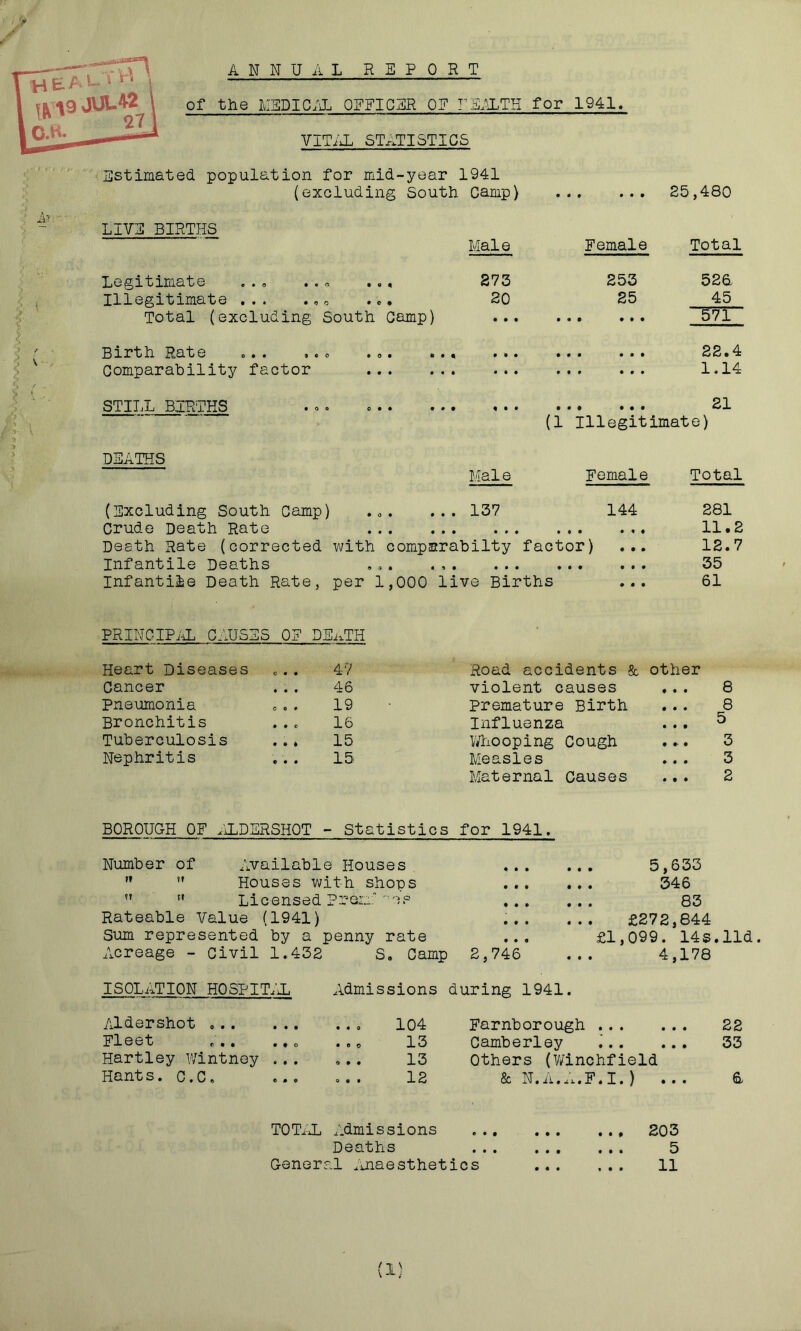 HEALTH
19 JUL 42
27
C.R.
ANNUAL REPORT
of the MEDICAL OFFICER OF HEALTH for 1941.
VITAL STATISTICS
Estimated population for mid-year 1941
(excluding South Camp) ... ... 25,480
LIVE BIRTHS
Male Female Total
Legitimate ... ... ... 273 253 526
Illegitimate ... ... ... 20 25 45
Total (excluding South Camp) ... ... ... 571
Birth Rate ... ... ... ... ... ... ... 22.4
Comparability factor ... ... ... ... ... 1.14
STILL BIRTHS ... ... ... ... ... ... 21
(1 Illegitimate)
DEATHS
Male Female Total
(Excluding South Camp) ... ... 137 144 281
Crude Death Rate ... ... ... ... ... 11.2
Death Rate (corrected with comparabilty factor) ... 12.7
Infantile Deaths ... ... ... ... ... 35
Infantile Death Rate, per 1,000 live Births ... 61
PRINCIPAL CAUSES OF DEATH
Heart Diseases ... 47 Road accidents & other
Cancer ... 46 violent causes ... 8
Pneumonia ... 19 Premature Birth ... 8
Bronchitis ... 16 Influenza ... 5
Tuberculosis ... 15 Whooping Cough ... 3
Nephritis ... 15 Measles ... 3
Maternal Causes ... 2
BOROUGH OF ALDERSHOT - Statistics for 1941.
Number of Available Houses ... ... 5,633
" " Houses with shops ... ... 346
" " Licensed Premises ... ... 83
Rateable Value (1941) ... ... £272,844
Sum represented by a penny rate ... £1,099. 14s.11d.
Acreage - Civil 1.432 S. Camp 2,746 ... 4,178
ISOLATION HOSPITAL Admissions during 1941.
Aldershot ... ... ... 104 Farnborough ... ... 22
Fleet ... ... ... 13 Camberley ... ... 33
Hartley Wintney ... ... 13 Others (Winchfield
Hants. C.C. ... ... 12 & N.A.A.F.I.) ... 6
TOTAL Admissions ... ... ... 203
Deaths ... ... ... 5
General Anaesthetics ... ... 11
(1)